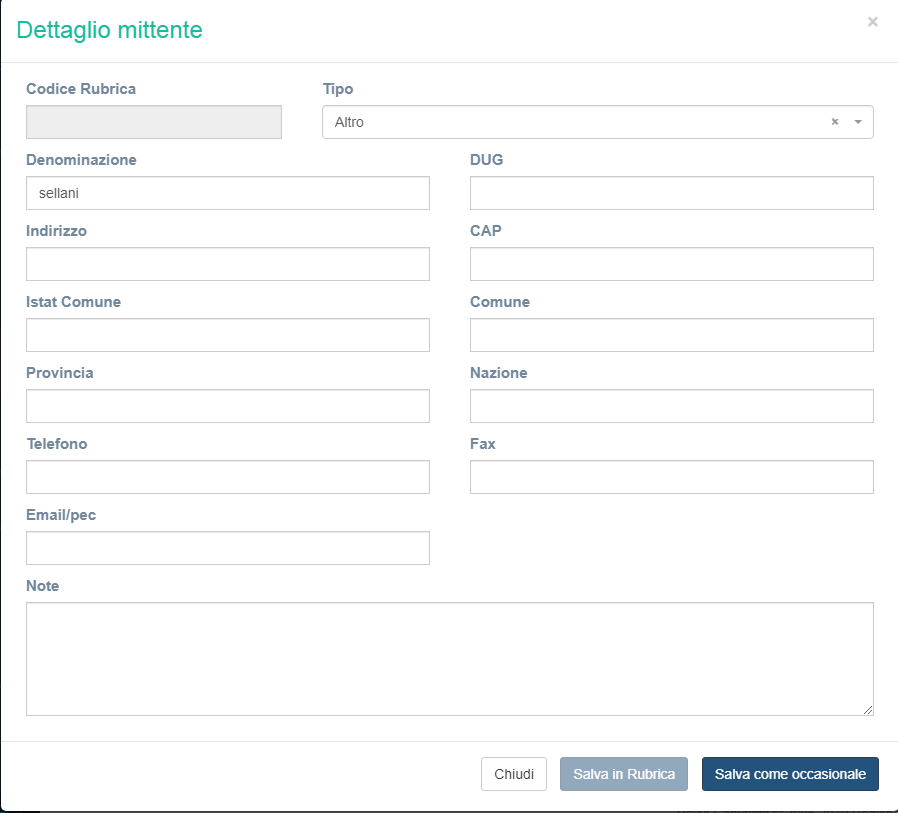 Dettaglio mittente
×
Codice Rubrica
Tipo
Altro
×
Denominazione
DUG
sellani
Indirizzo
CAP
Istat Comune
Comune
Provincia
Nazione
Telefono
Fax
Email/pec
Note
Chiudi
Salva in Rubrica
Salva come occasionale